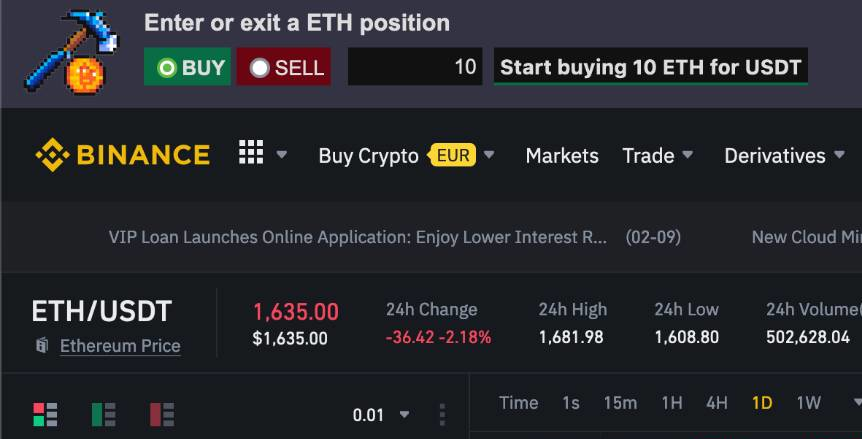 Enter or exit a ETH position
BUY SELL 10 Start buying 10 ETH for USDT
BINANCE Buy Crypto EUR Markets Trade Derivatives
VIP Loan Launches Online Application: Enjoy Lower Interest R... (02-09) New Cloud Mi
ETH/USDT 1,635.00 24h Change 24h High 24h Low 24h Volume(
Ethereum Price $1,635.00 -36.42 -2.18% 1,681.98 1,608.80 502,628.04
0.01 Time 1s 15m 1H 4H 1D 1W